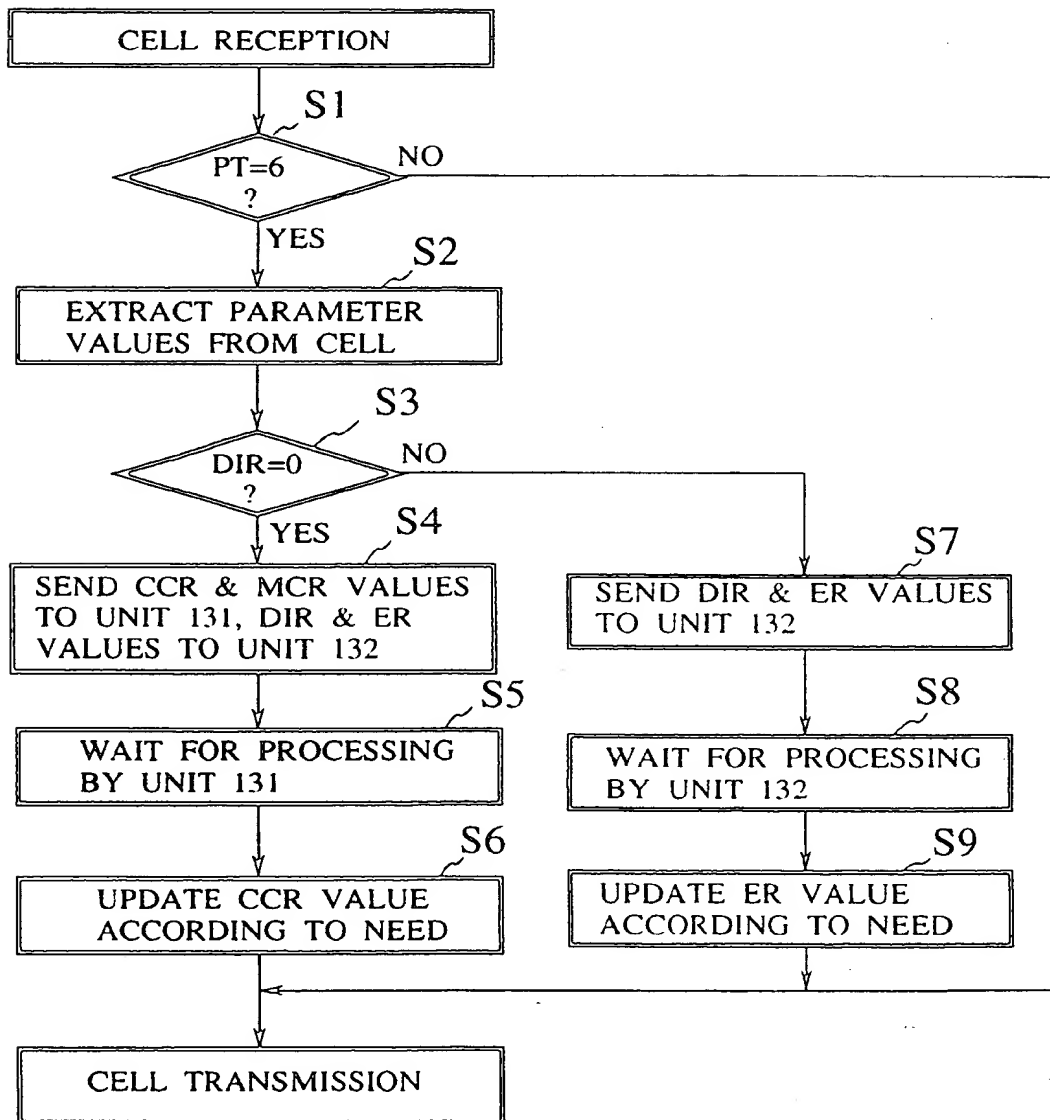 CELL RECEPTION
S1
PT=6
?
NO
YES
S2
EXTRACT PARAMETER
VALUES FROM CELL
S3
DIR=0
?
NO
YES
S4
SEND CCR & MCR VALUES
TO UNIT 131, DIR & ER
VALUES TO UNIT 132
S5
WAIT FOR PROCESSING
BY UNIT 131
S6
UPDATE CCR VALUE
ACCORDING TO NEED
S7
SEND DIR & ER VALUES
TO UNIT 132
S8
WAIT FOR PROCESSING
BY UNIT 132
S9
UPDATE ER VALUE
ACCORDING TO NEED
CELL TRANSMISSION